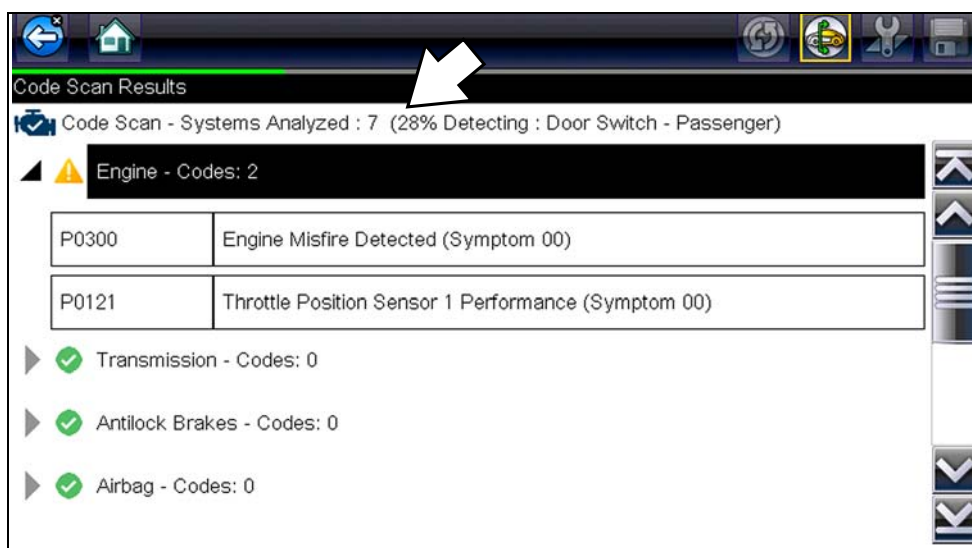 Code Scan Results
Code Scan - Systems Analyzed : 7 (28% Detecting : Door Switch - Passenger)
Engine - Codes: 2
P0300 Engine Misfire Detected (Symptom 00)
P0121 Throttle Position Sensor 1 Performance (Symptom 00)
Transmission - Codes: 0
Antilock Brakes - Codes: 0
Airbag - Codes: 0